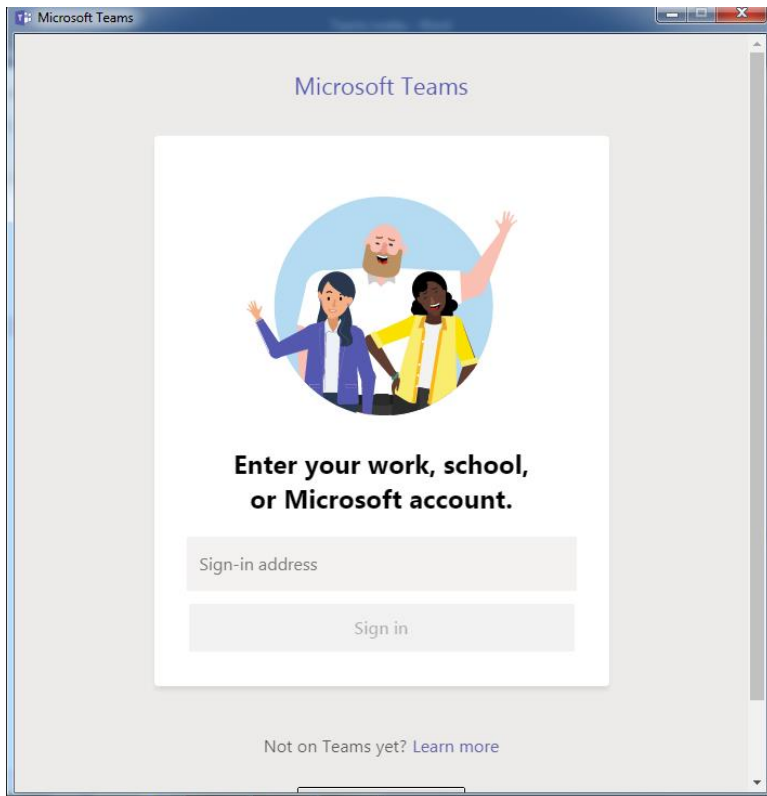 Microsoft Teams
Microsoft Teams
Enter your work, school,
or Microsoft account.
Sign-in address
Sign in
Not on Teams yet? Learn more